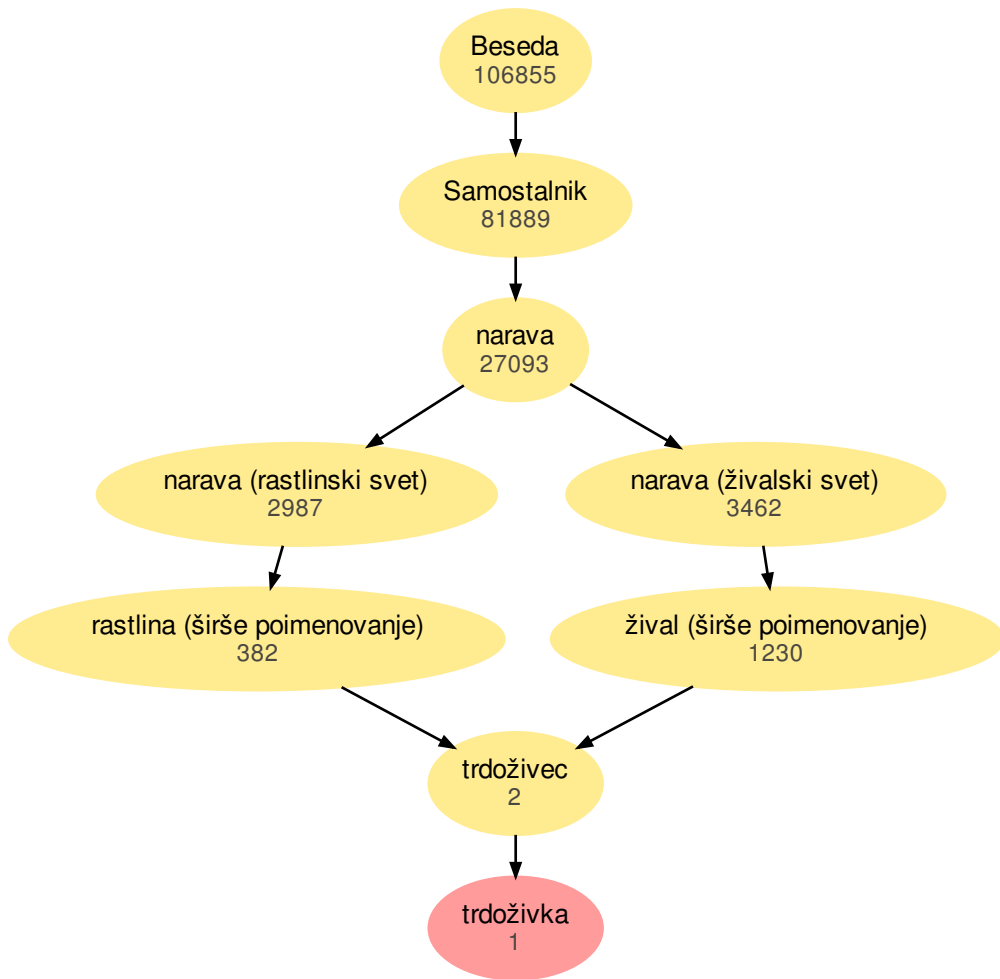 Beseda
106855
Samostalnik
81889
narava
27093
narava (rastlinski svet)
2987
narava (živalski svet)
3462
rastlina (širše poimenovanje)
382
žival (širše poimenovanje)
1230
trdoživec
2
trdoživka
1